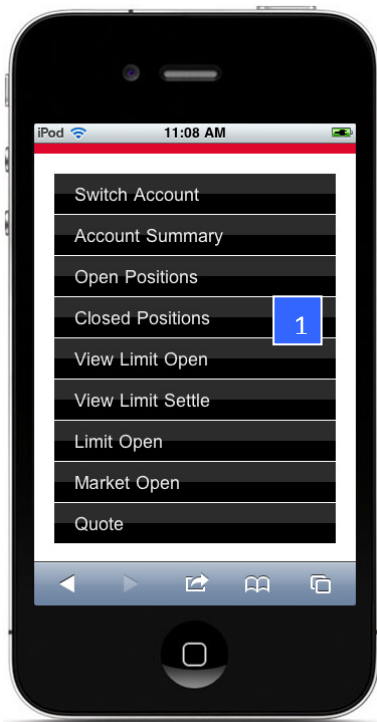 iPod 11:08 AM
Switch Account
Account Summary
Open Positions
Closed Positions
1
View Limit Open
View Limit Settle
Limit Open
Market Open
Quote